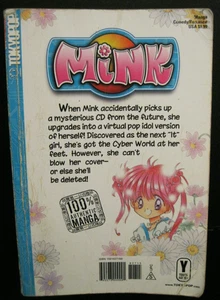 TOKYOPOP
Manga
MiNK
When Mink accidentally picks up
a mysterious CD from the future, she
upgrades into a virtual pop idol version
of herself! Discovered as the next "It"
girl, she's got the Cyber World at her
feet. However, she can't
blow her cover–
or else she'll
be deleted!
100%
AUTHENTIC
MANGA
Y